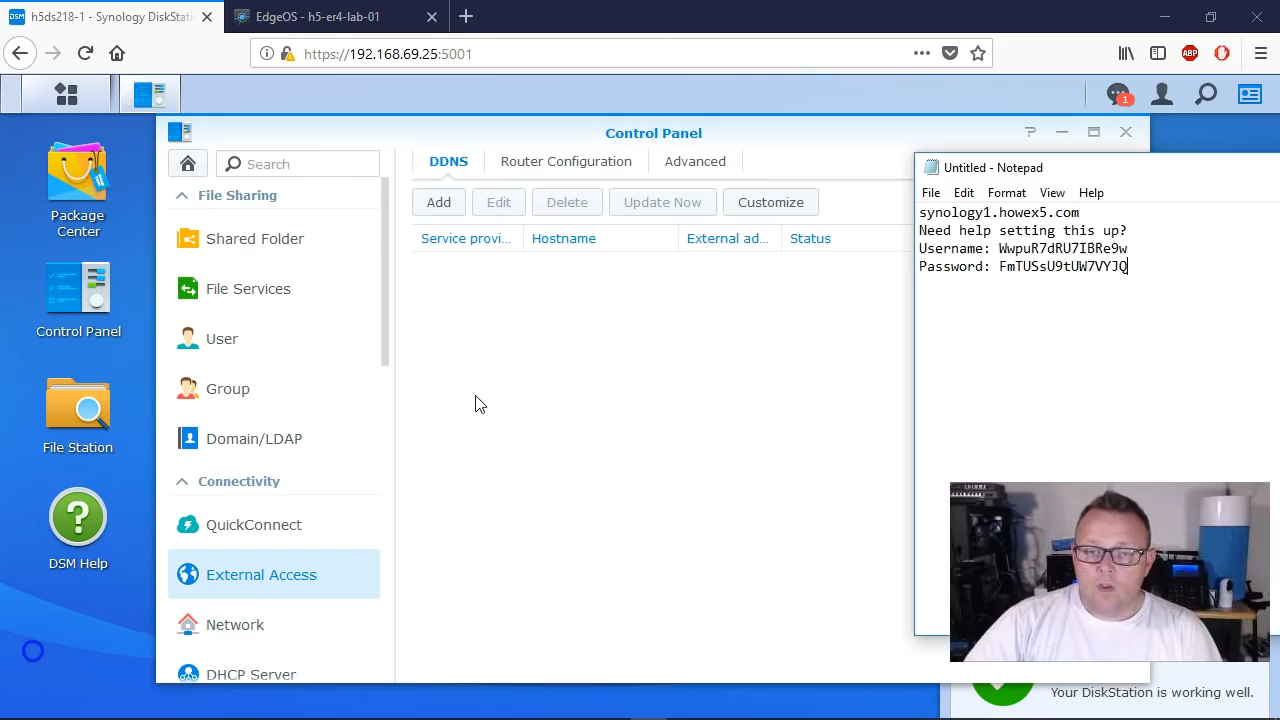 h5ds218-1 - Synology DiskStati
EdgeOS - h5-er4-lab-01
https://192.168.69.25:5001
ABP
1
Package
Center
Control Panel
File Station
DSM Help
Control Panel
Search
File Sharing
Shared Folder
File Services
User
Group
Domain/LDAP
Connectivity
QuickConnect
External Access
Network
DHCP Server
DDNS
Router Configuration
Advanced
Add
Edit
Delete
Update Now
Customize
Service provi...
Hostname
External ad...
Status
Untitled - Notepad
File Edit Format View Help
synology1.howex5.com
Need help setting this up?
Username: WwpuR7dRU7IBRe9w
Password: FmTUSsU9tUW7VYJQ
Your DiskStation is working well.